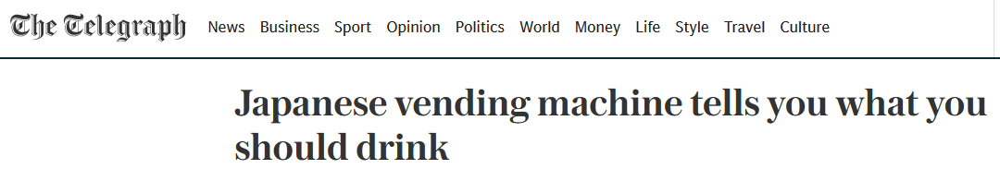 The Telegraph News Business Sport Opinion Politics World Money Life Style Travel Culture
Japanese vending machine tells you what you
should drink